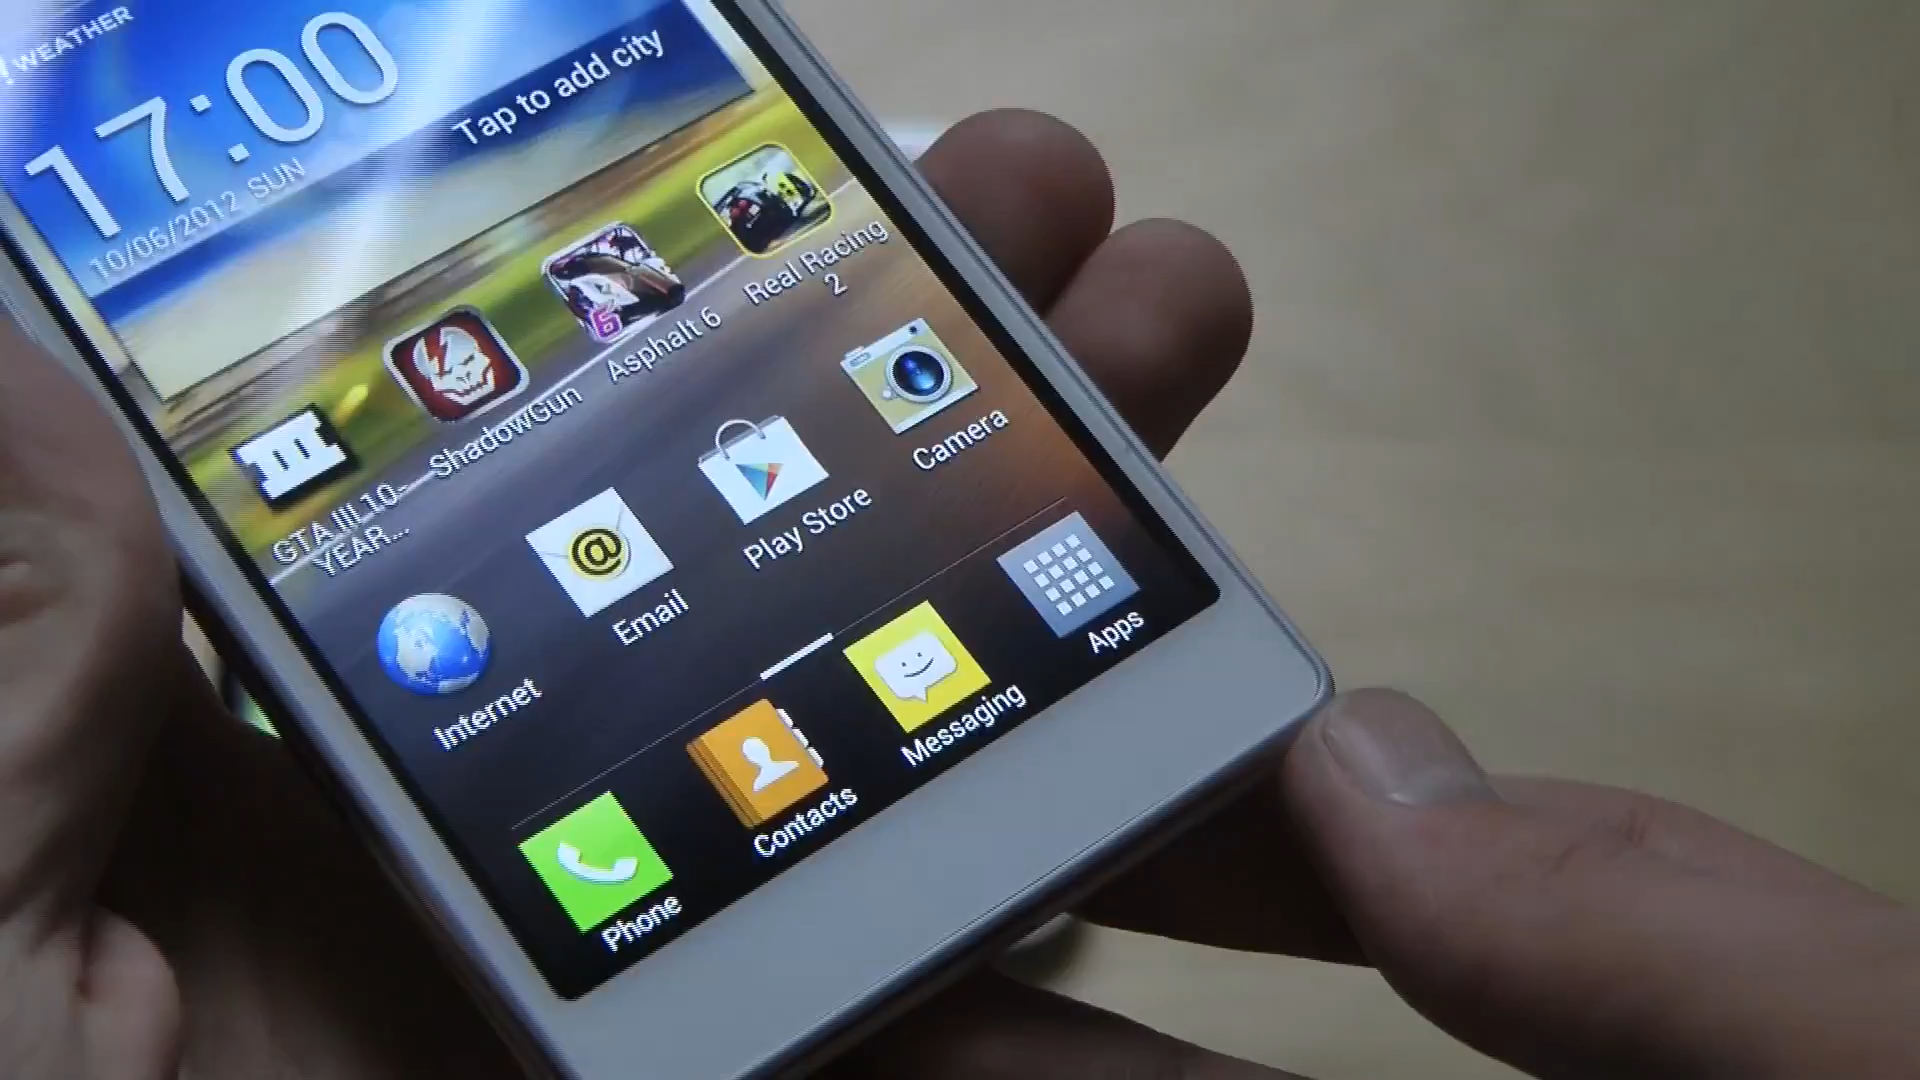 WEATHER
17:00
Tap to add city
10/06/2012 SUN
GTA III 10-
YEAR...
ShadowGun
6
Asphalt 6
Real Racing
2
Internet
@
Email
Play Store
Camera
Phone
Contacts
Messaging
Apps